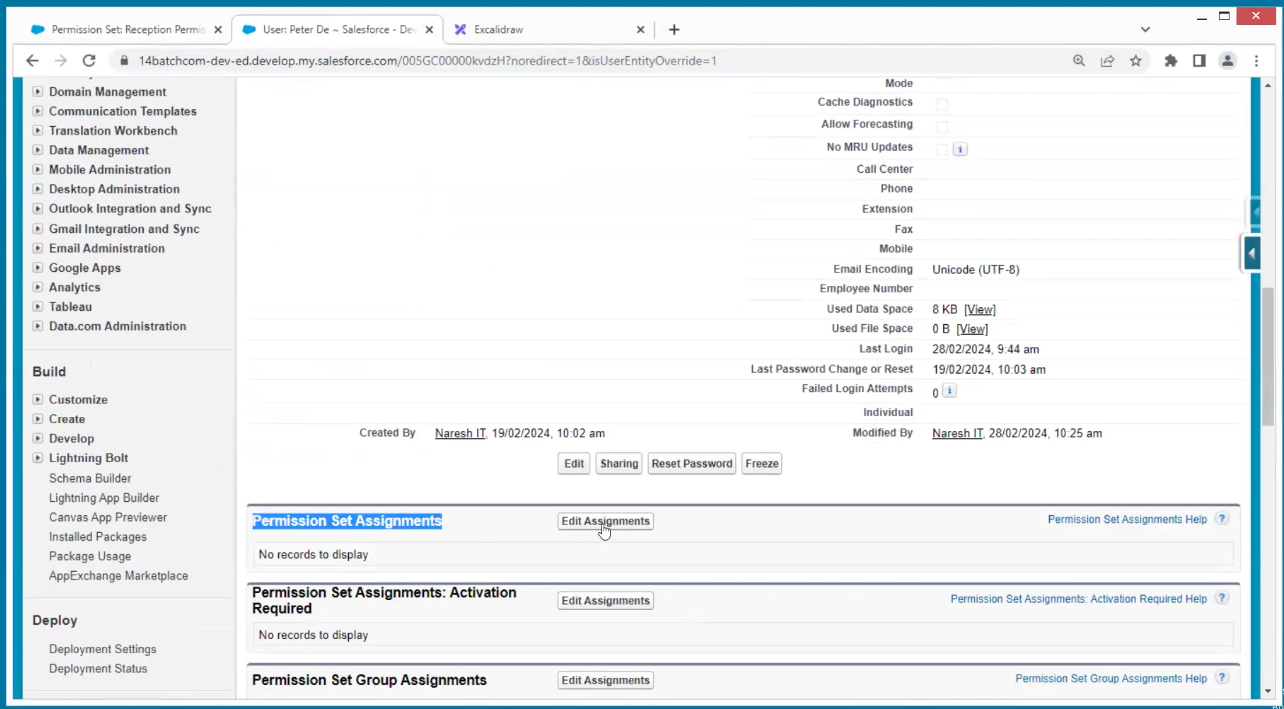 Permission Set: Reception Permis
User: Peter De ~ Salesforce - Dev
Excalidraw
14batchcom-dev-ed.develop.my.salesforce.com/005GC00000kvdzH?noredirect=1&isUserEntityOverride=1
Domain Management
Communication Templates
Translation Workbench
Data Management
Mobile Administration
Desktop Administration
Outlook Integration and Sync
Gmail Integration and Sync
Email Administration
Google Apps
Analytics
Tableau
Data.com Administration
Build
Customize
Create
Develop
Lightning Bolt
Schema Builder
Lightning App Builder
Canvas App Previewer
Installed Packages
Package Usage
AppExchange Marketplace
Deploy
Deployment Settings
Deployment Status
Mode
Cache Diagnostics
Allow Forecasting
No MRU Updates
Call Center
Phone
Extension
Fax
Mobile
Email Encoding Unicode (UTF-8)
Employee Number
Used Data Space 8 KB [View]
Used File Space 0 B [View]
Last Login 28/02/2024, 9:44 am
Last Password Change or Reset 19/02/2024, 10:03 am
Failed Login Attempts 0
Individual
Created By Naresh IT, 19/02/2024, 10:02 am Modified By Naresh IT, 28/02/2024, 10:25 am
Edit Sharing Reset Password Freeze
Permission Set Assignments Edit Assignments Permission Set Assignments Help ?
No records to display
Permission Set Assignments: Activation
Required Edit Assignments Permission Set Assignments: Activation Required Help ?
No records to display
Permission Set Group Assignments Edit Assignments Permission Set Group Assignments Help ?